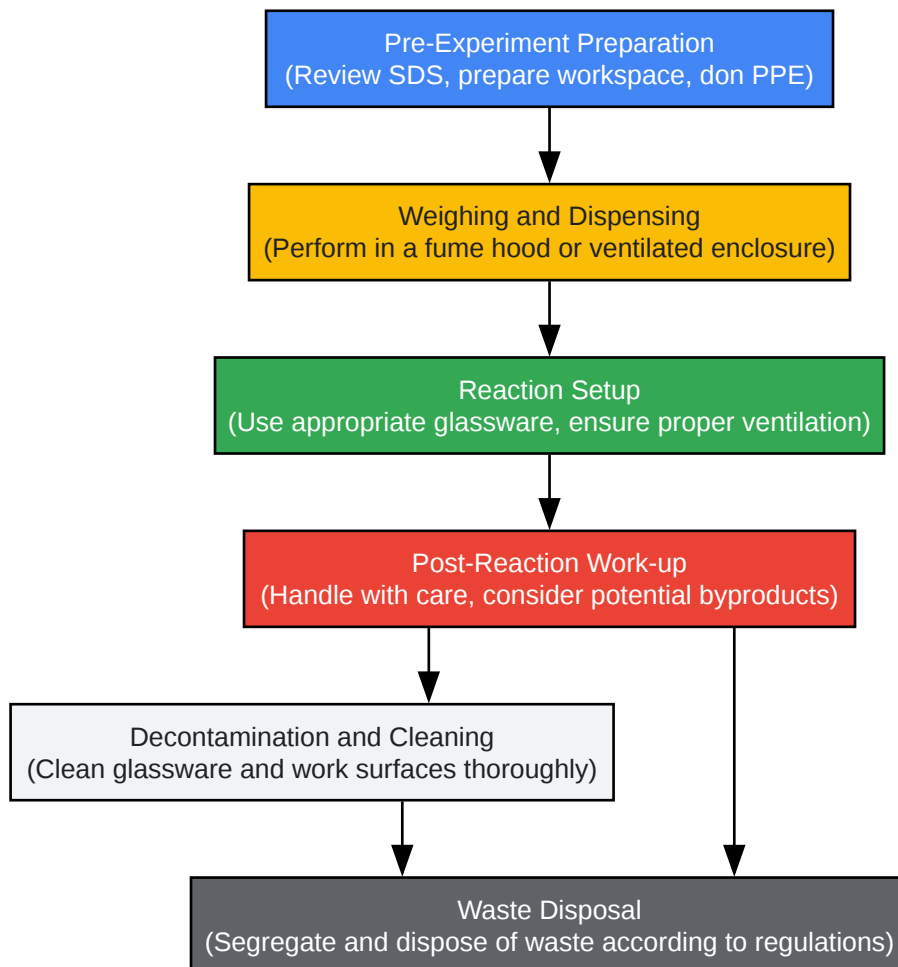 Pre-Experiment Preparation
(Review SDS, prepare workspace, don PPE)
Weighing and Dispensing
(Perform in a fume hood or ventilated enclosure)
Reaction Setup
(Use appropriate glassware, ensure proper ventilation)
Post-Reaction Work-up
(Handle with care, consider potential byproducts)
Decontamination and Cleaning
(Clean glassware and work surfaces thoroughly)
Waste Disposal
(Segregate and dispose of waste according to regulations)